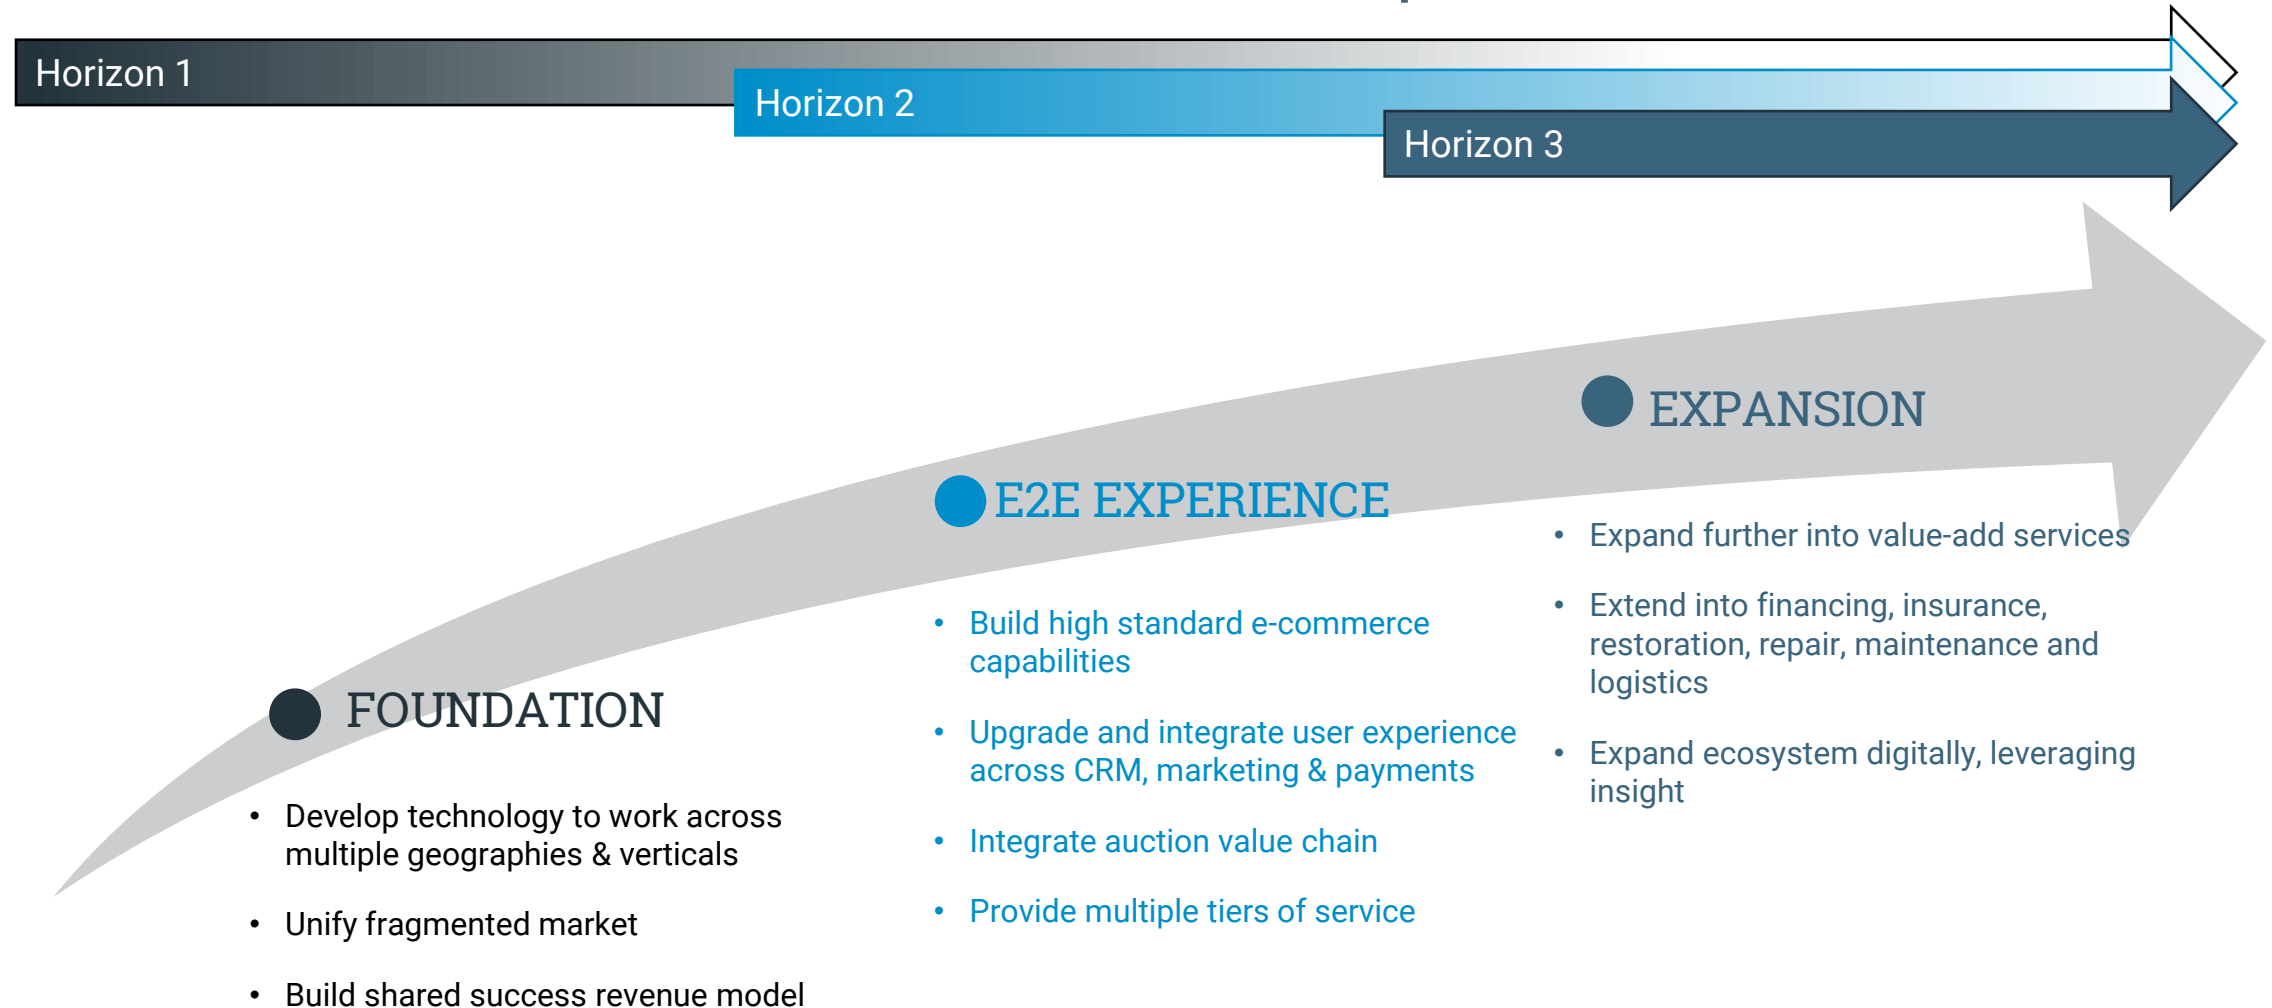 Horizon 1
Horizon 2
Horizon 3
EXPANSION
E2E EXPERIENCE
FOUNDATION
• Expand further into value-add services
• Extend into financing, insurance,
restoration, repair, maintenance and
logistics
• Expand ecosystem digitally, leveraging
insight
• Build high standard e-commerce
capabilities
• Upgrade and integrate user experience
across CRM, marketing & payments
• Integrate auction value chain
• Provide multiple tiers of service
• Develop technology to work across
multiple geographies & verticals
• Unify fragmented market
• Build shared success revenue model